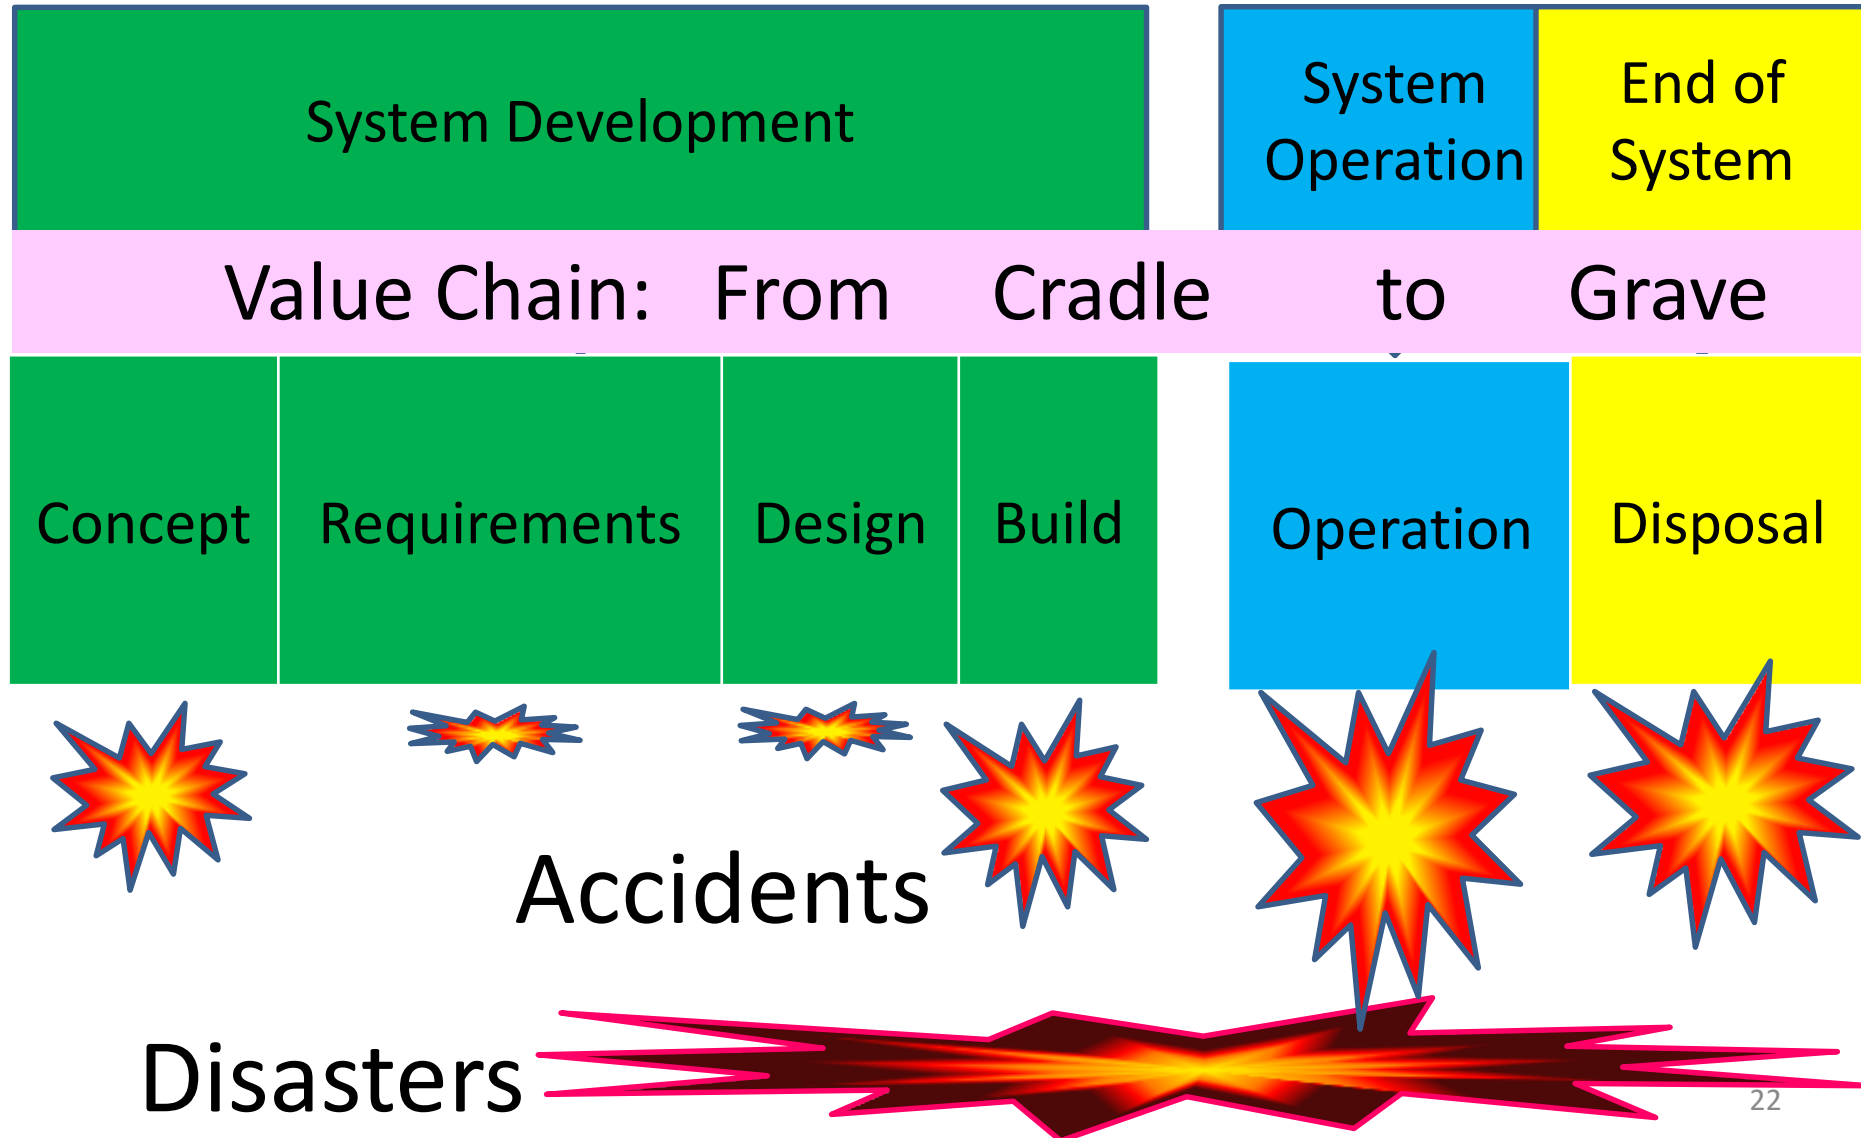 System Development
System
Operation
End of
System
Value Chain: From Cradle to Grave
Concept
Requirements
Design
Build
Operation
Disposal
Accidents
Disasters
22